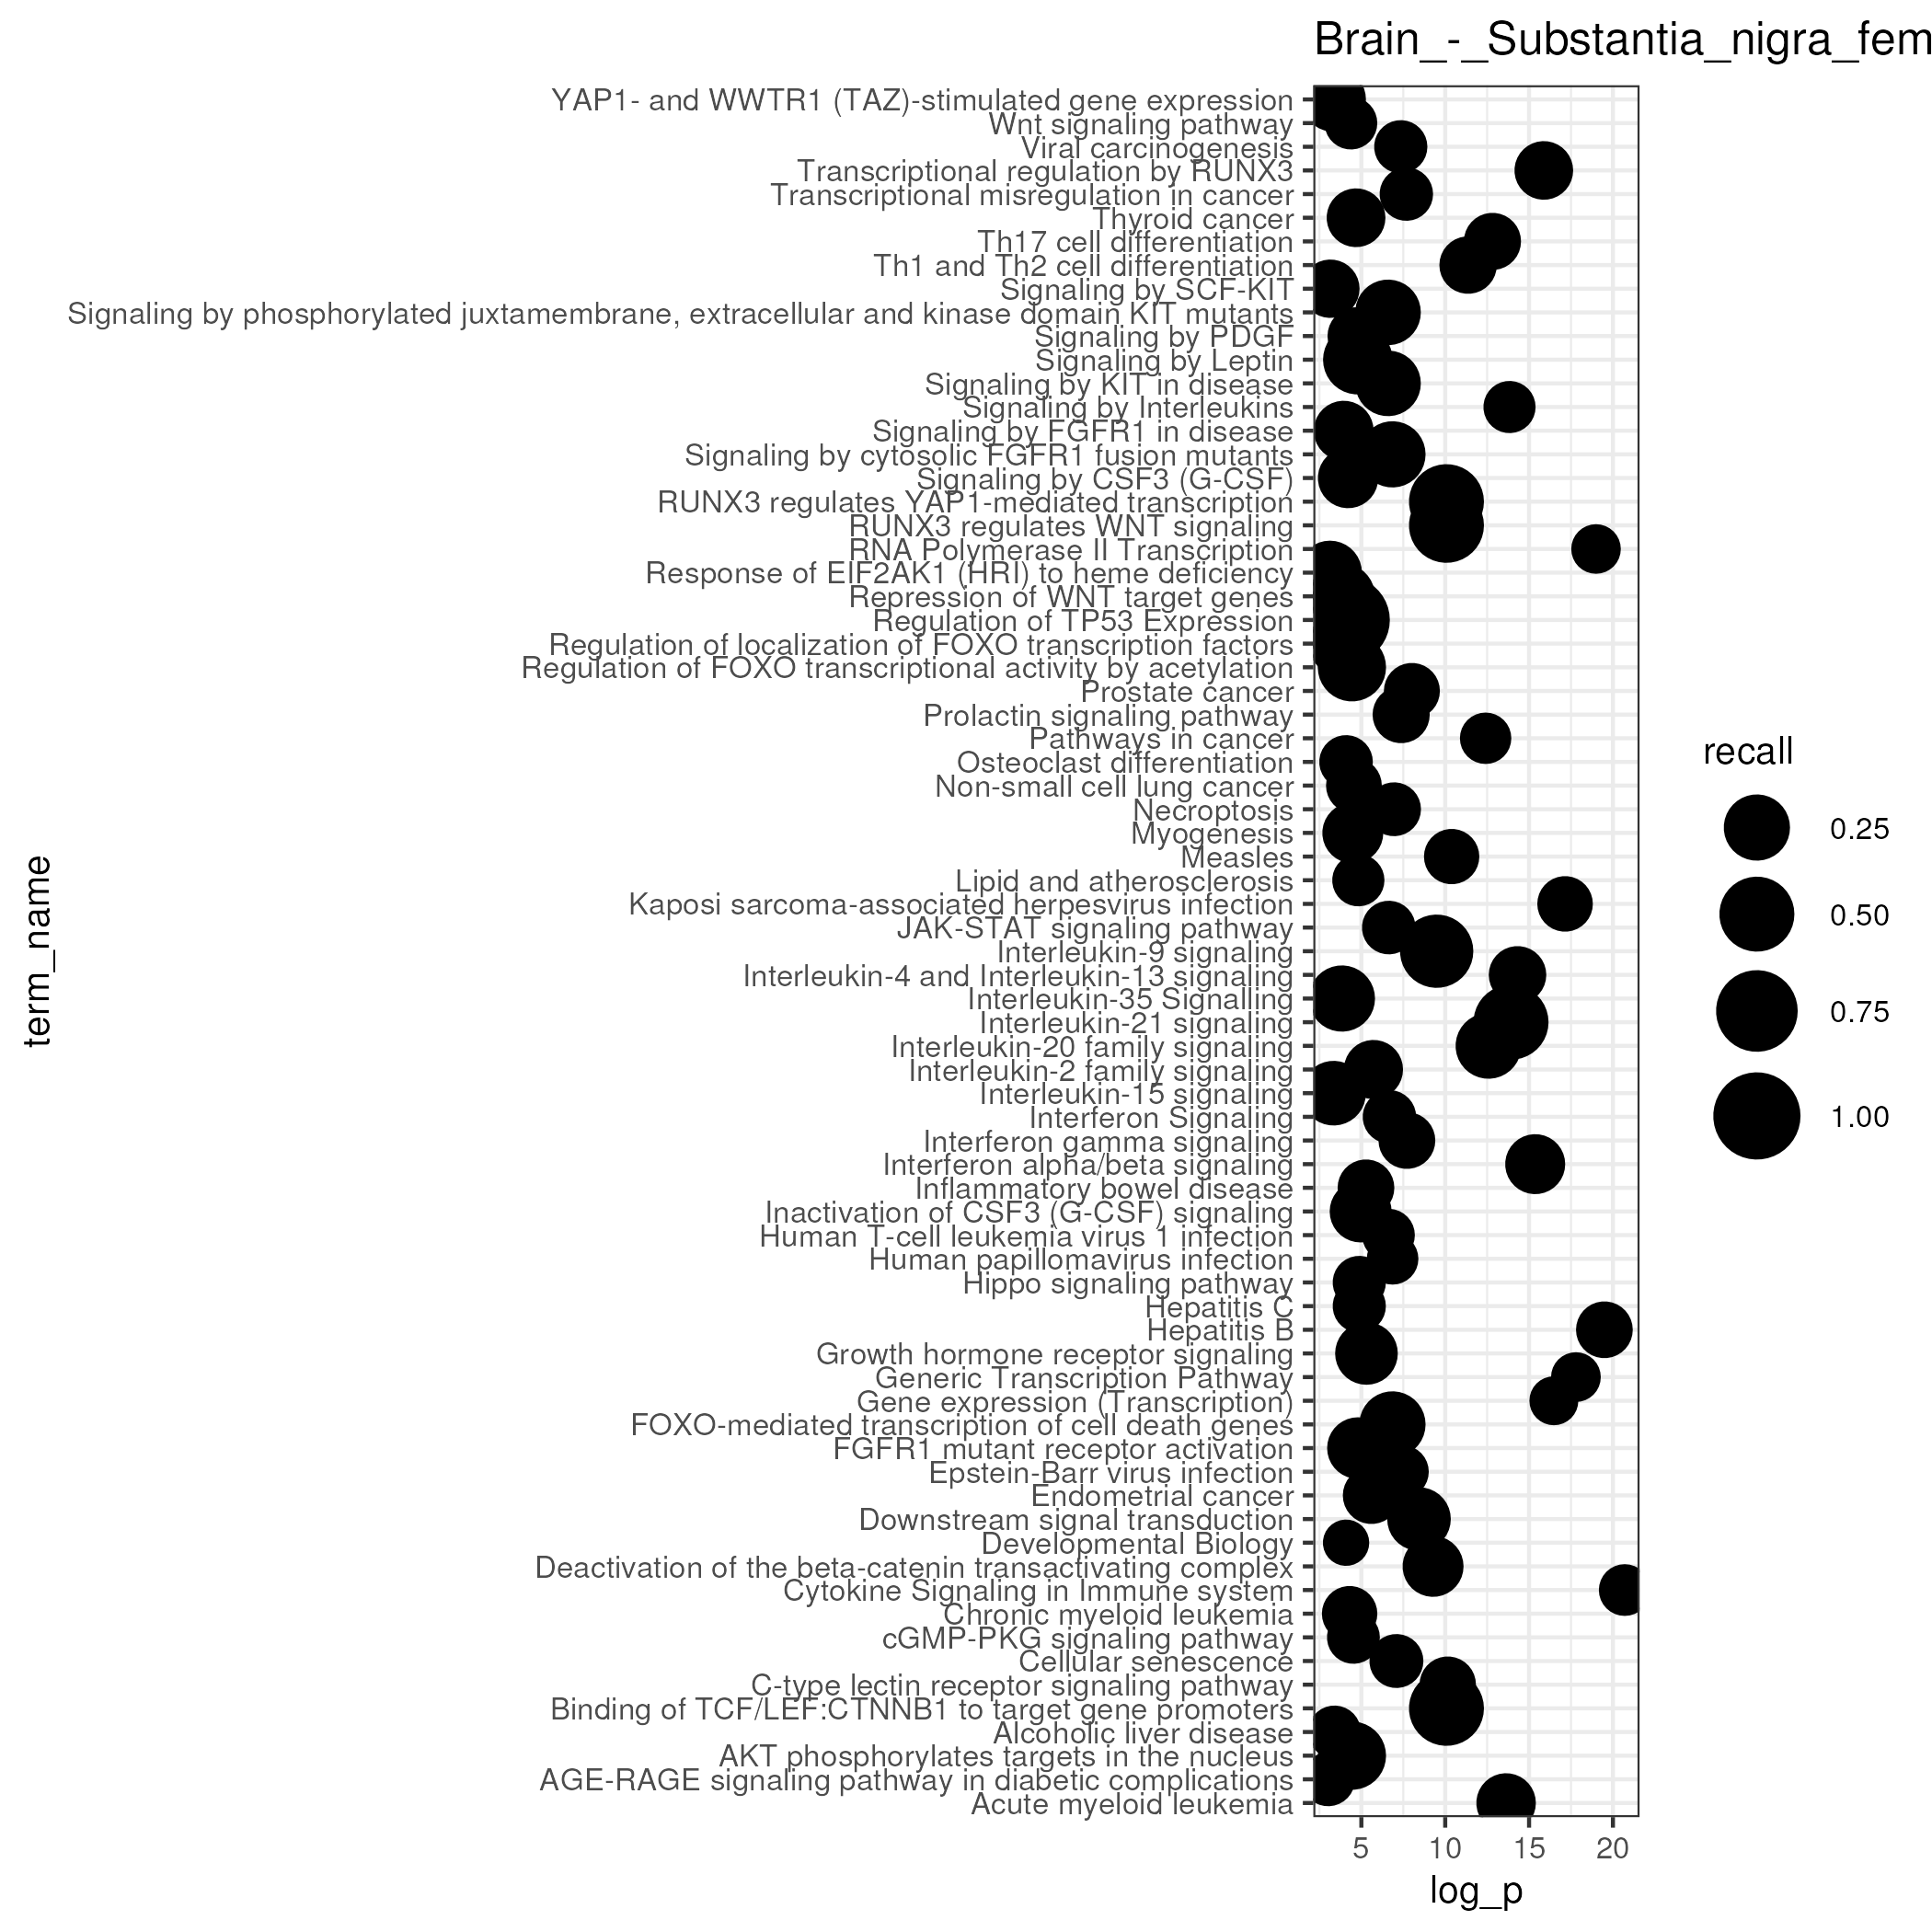 Brain_-_Substantia_nigra_fem
YAP1- and WWTR1 (TAZ)-stimulated gene expression
Wnt signaling pathway
Viral carcinogenesis
Transcriptional regulation by RUNX3
Transcriptional misregulation in cancer
Thyroid cancer
Th17 cell differentiation
Th1 and Th2 cell differentiation
Signaling by SCF-KIT
Signaling by phosphorylated juxtamembrane, extracellular and kinase domain KIT mutants
Signaling by PDGF
Signaling by Leptin
Signaling by KIT in disease
Signaling by Interleukins
Signaling by FGFR1 in disease
Signaling by cytosolic FGFR1 fusion mutants
Signaling by CSF3 (G-CSF)
RUNX3 regulates YAP1-mediated transcription
RUNX3 regulates WNT signaling
RNA Polymerase II Transcription
Response of EIF2AK1 (HRI) to heme deficiency
Repression of WNT target genes
Regulation of TP53 Expression
Regulation of localization of FOXO transcription factors
Regulation of FOXO transcriptional activity by acetylation
Prostate cancer
Prolactin signaling pathway
Pathways in cancer
Osteoclast differentiation
Non-small cell lung cancer
Necroptosis
Myogenesis
Measles
Lipid and atherosclerosis
Kaposi sarcoma-associated herpesvirus infection
JAK-STAT signaling pathway
Interleukin-9 signaling
Interleukin-4 and Interleukin-13 signaling
Interleukin-35 Signalling
Interleukin-21 signaling
Interleukin-20 family signaling
Interleukin-2 family signaling
Interleukin-15 signaling
Interferon Signaling
Interferon gamma signaling
Interferon alpha/beta signaling
Inflammatory bowel disease
Inactivation of CSF3 (G-CSF) signaling
Human T-cell leukemia virus 1 infection
Human papillomavirus infection
Hippo signaling pathway
Hepatitis C
Hepatitis B
Growth hormone receptor signaling
Generic Transcription Pathway
Gene expression (Transcription)
FOXO-mediated transcription of cell death genes
FGFR1 mutant receptor activation
Epstein-Barr virus infection
Endometrial cancer
Downstream signal transduction
Developmental Biology
Deactivation of the beta-catenin transactivating complex
Cytokine Signaling in Immune system
Chronic myeloid leukemia
cGMP-PKG signaling pathway
Cellular senescence
C-type lectin receptor signaling pathway
Binding of TCF/LEF:CTNNB1 to target gene promoters
Alcoholic liver disease
AKT phosphorylates targets in the nucleus
AGE-RAGE signaling pathway in diabetic complications
Acute myeloid leukemia
5 10 15 20
log_p
term_name
recall
0.25
0.50
0.75
1.00